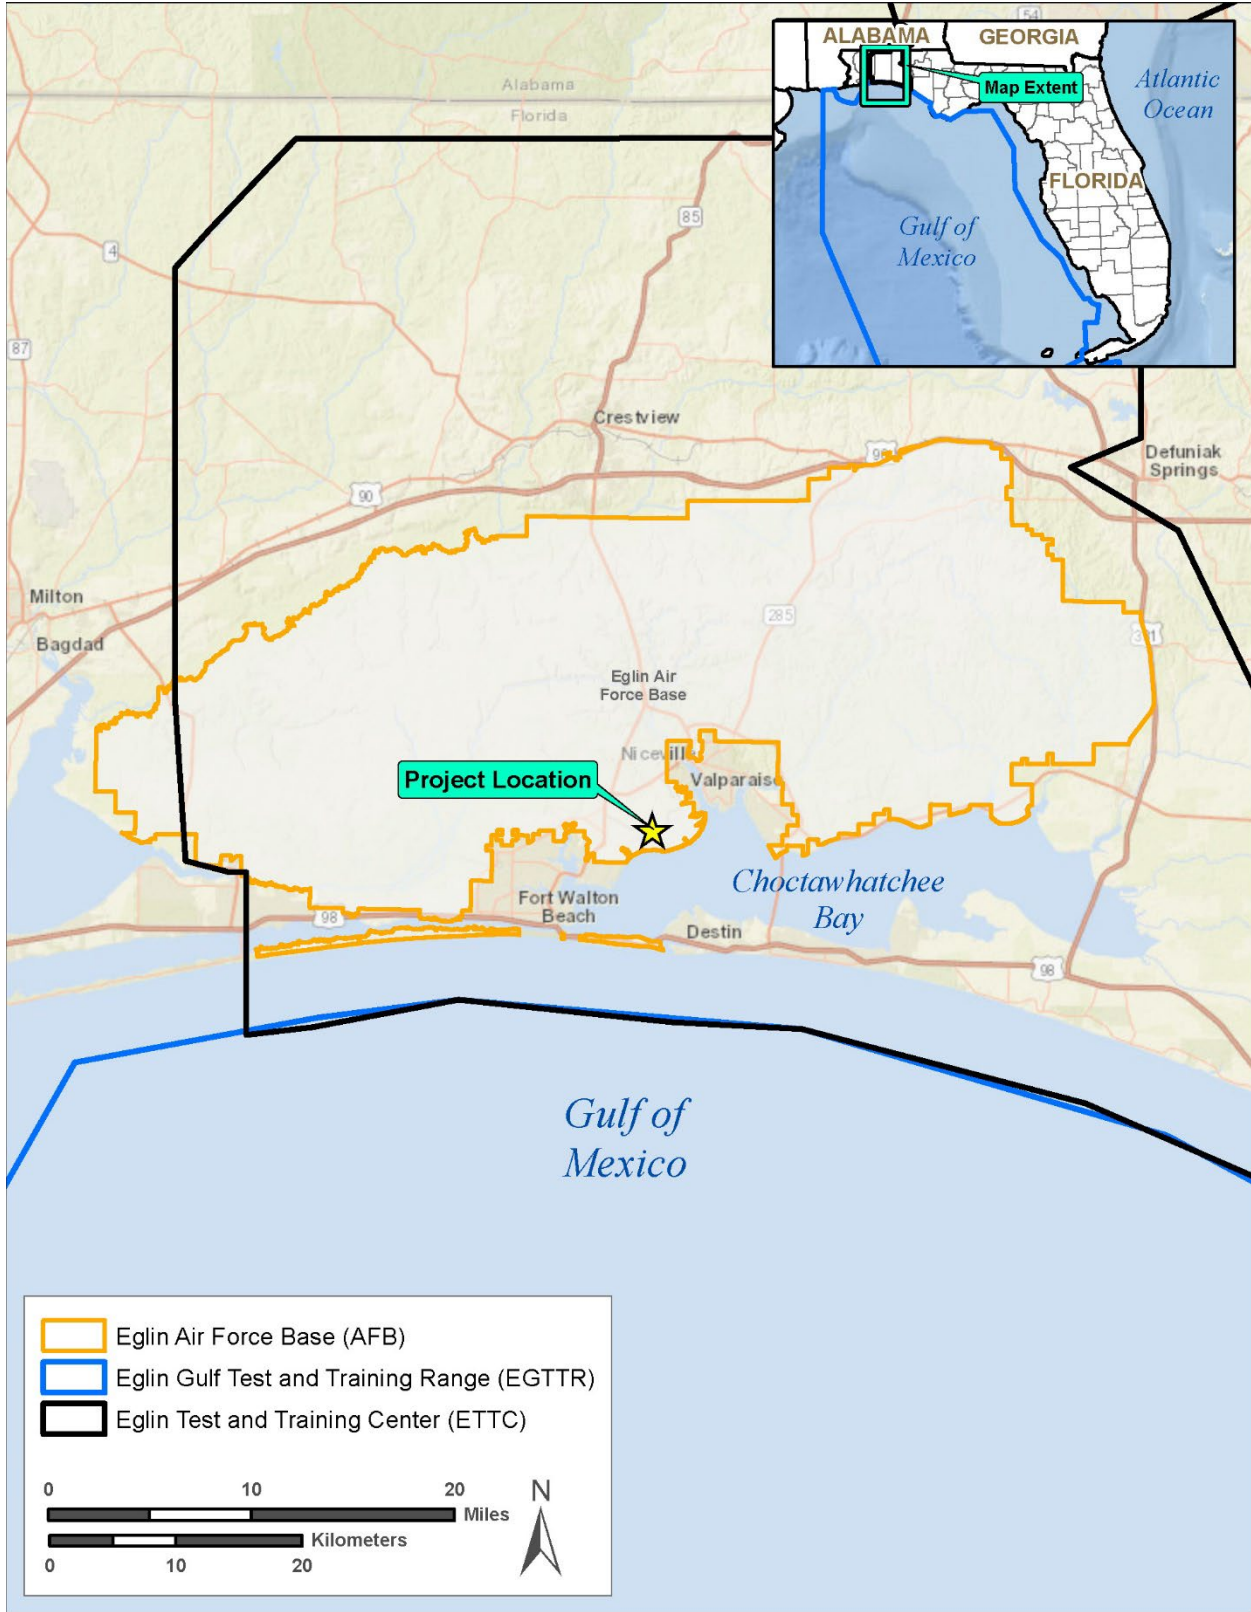 54
ALABAMA
GEORGIA
Map Extent
Atlantic
Ocean
FLORIDA
Gulf of
Mexico
Alabama
Florida
85
4
87
Crestview
90
90
Defuniak
Springs
Milton
Bagdad
285
331
Eglin Air
Force Base
Niceville
Project Location
Valparaiso
Choctawhatchee
Bay
Fort Walton
Beach
98
Destin
98
Gulf of
Mexico
Eglin Air Force Base (AFB)
Eglin Gulf Test and Training Range (EGTTR)
Eglin Test and Training Center (ETTC)
0 10 20
Miles
Kilometers
0 10 20
N